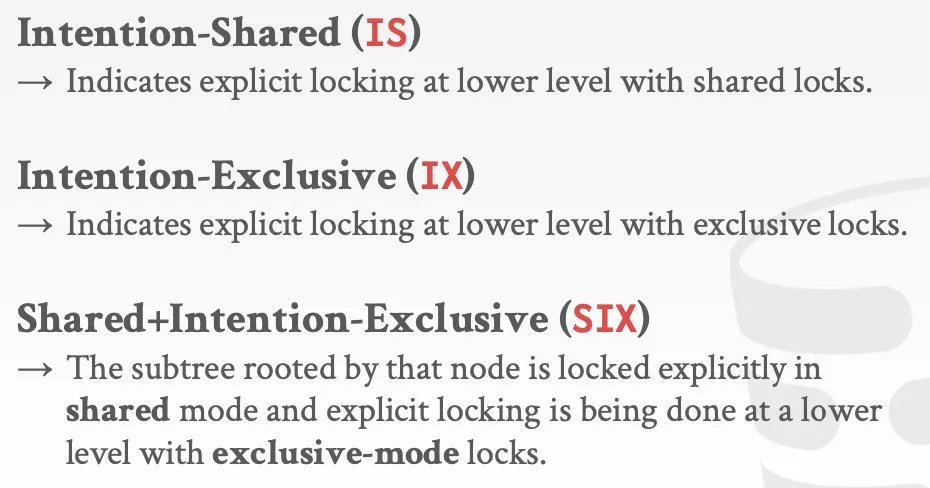 Intention-Shared (IS)
→ Indicates explicit locking at lower level with shared locks.
Intention-Exclusive (IX)
→ Indicates explicit locking at lower level with exclusive locks.
Shared+Intention-Exclusive (SIX)
→ The subtree rooted by that node is locked explicitly in
shared mode and explicit locking is being done at a lower
level with exclusive-mode locks.